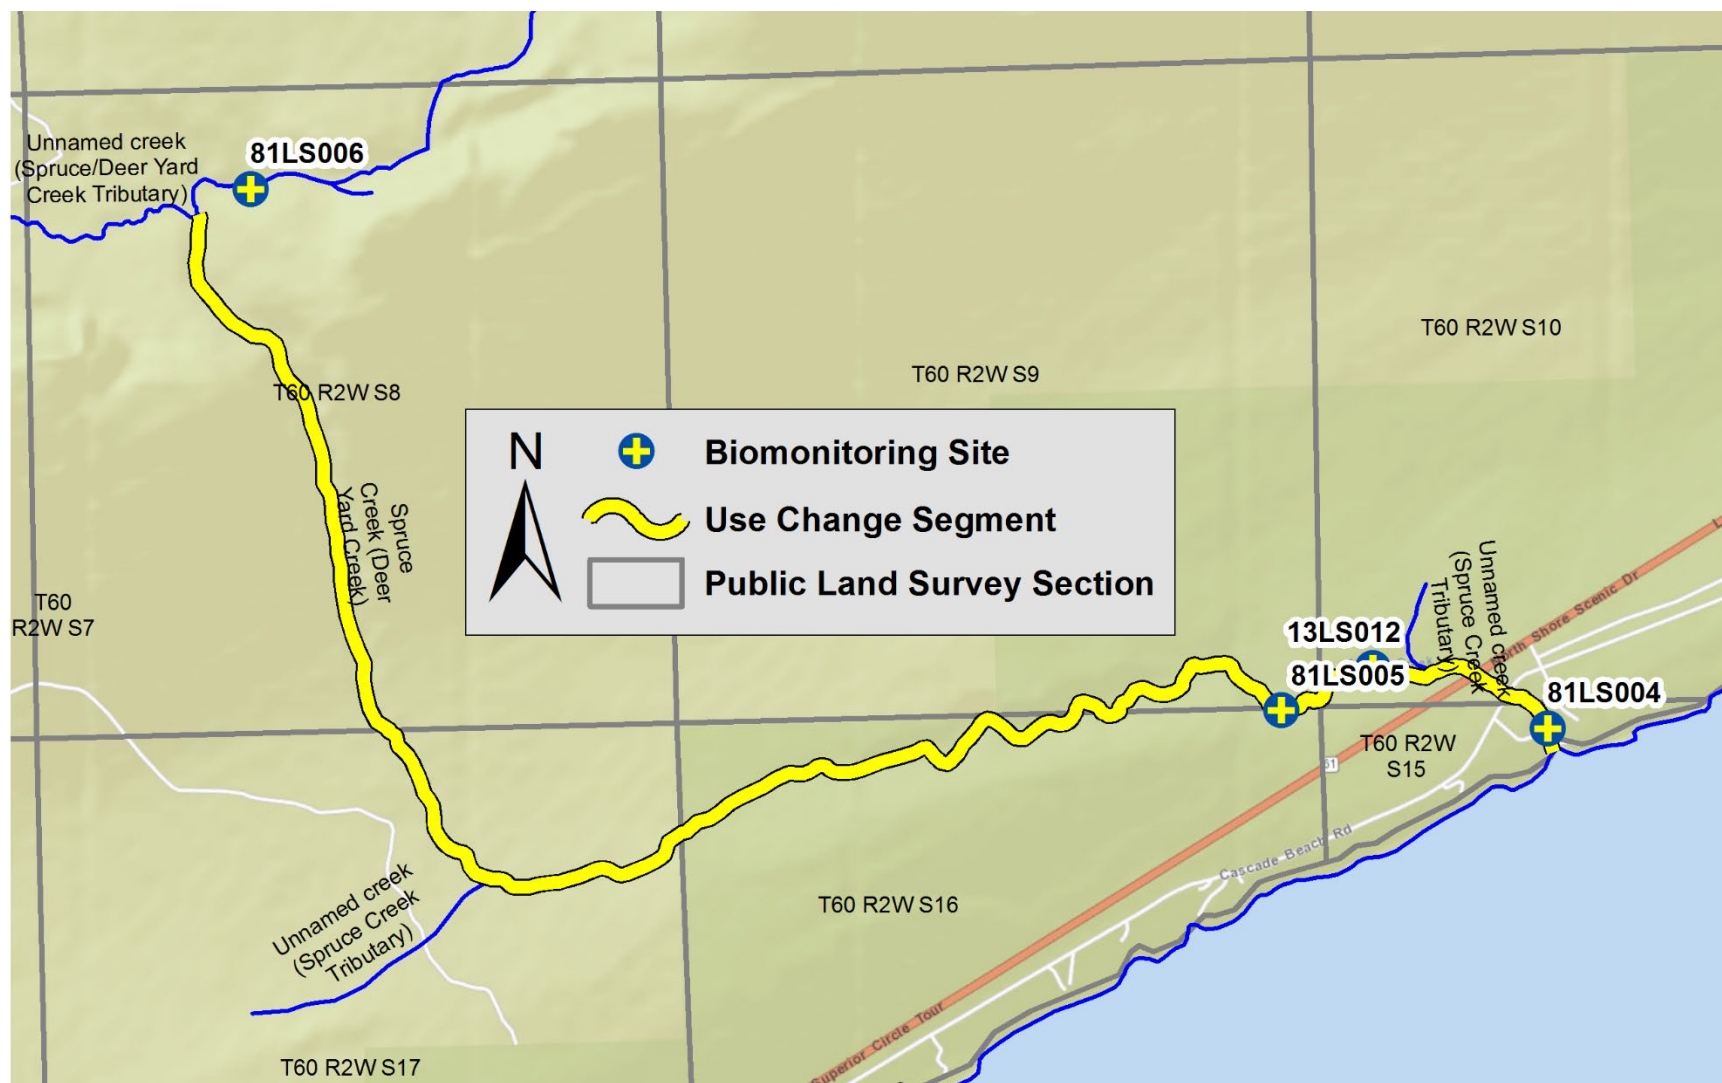 Unnamed creek
(Spruce/Deer Yard
Creek Tributary)
81LS006
T60 R2W S10
T60 R2W S9
T60 R2W S8
N
Biomonitoring Site
Use Change Segment
Public Land Survey Section
Spruce
Creek (Deer
Yard Creek)
T60
R2W S7
Unnamed creek
(Spruce Creek
Tributary)
North Shore Scenic Dr
13LS012
81LS005
81LS004
T60 R2W
S15
61
Cascade Beach Rd
Unnamed creek
(Spruce Creek
Tributary)
T60 R2W S16
Superior Circle Tour
T60 R2W S17